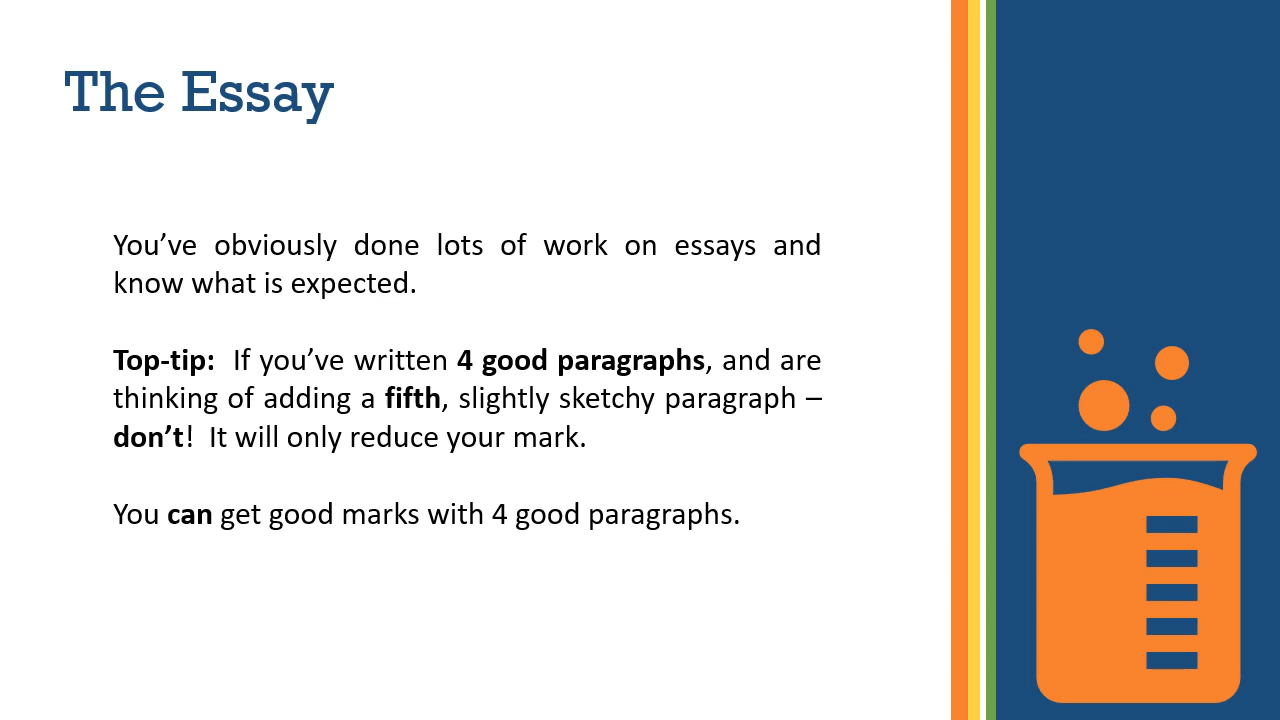 The Essay
You’ve obviously done lots of work on essays and
know what is expected.
Top-tip:  If you’ve written 4 good paragraphs, and are
thinking of adding a fifth, slightly sketchy paragraph –
don’t!  It will only reduce your mark.
You can get good marks with 4 good paragraphs.